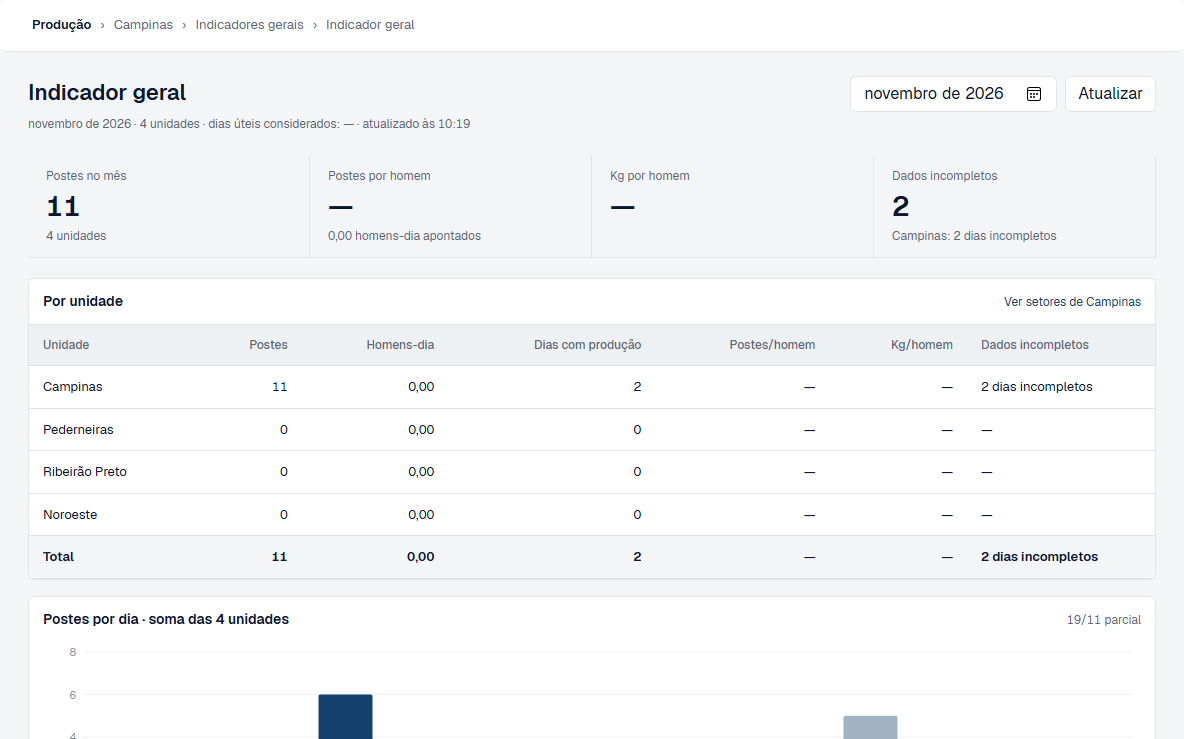 Produção › Campinas › Indicadores gerais › Indicador geral
Indicador geral
novembro de 2026
Atualizar
novembro de 2026 · 4 unidades · dias úteis considerados: — · atualizado às 10:19
Postes no mês
11
4 unidades
Postes por homem
—
0,00 homens-dia apontados
Kg por homem
—
Dados incompletos
2
Campinas: 2 dias incompletos
Por unidade
Ver setores de Campinas
Unidade Postes Homens-dia Dias com produção Postes/homem Kg/homem Dados incompletos
Campinas 11 0,00 2 — — 2 dias incompletos
Pederneiras 0 0,00 0 — — —
Ribeirão Preto 0 0,00 0 — — —
Noroeste 0 0,00 0 — — —
Total 11 0,00 2 — — 2 dias incompletos
Postes por dia · soma das 4 unidades
19/11 parcial
8
6
4